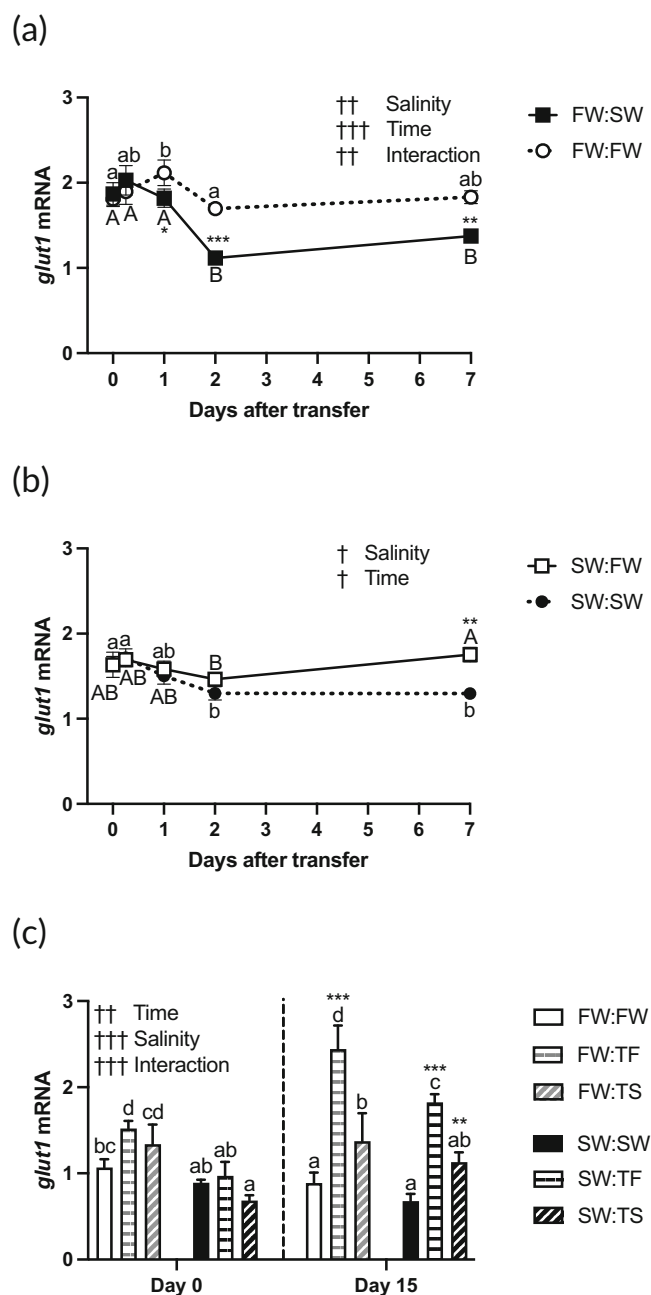 (a)
3
2
1
0
glut1 mRNA
†† Salinity
††† Time
†† Interaction
FW:SW
FW:FW
a ab b a ab
A A A B B
* *** **
0 1 2 3 4 5 6 7
Days after transfer
(b)
3
2
1
0
glut1 mRNA
† Salinity
† Time
SW:FW
SW:SW
**
a a ab B A
AB AB AB b b
0 1 2 3 4 5 6 7
Days after transfer
(c)
3
2
1
0
glut1 mRNA
†† Time
††† Salinity
††† Interaction
*** *** **
bc d cd ab ab a a d b a c ab
Day 0 Day 15
FW:FW
FW:TF
FW:TS
SW:SW
SW:TF
SW:TS